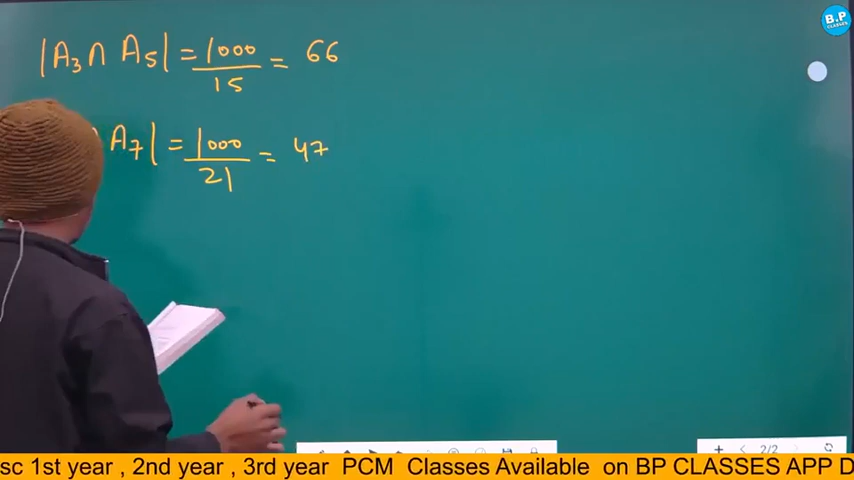 B.P
CLASSES
|A3 ∩ A5| = 1000/15 = 66
A7| = 1000/21 = 47
2/2
sc 1st year , 2nd year , 3rd year PCM Classes Available on BP CLASSES APP D